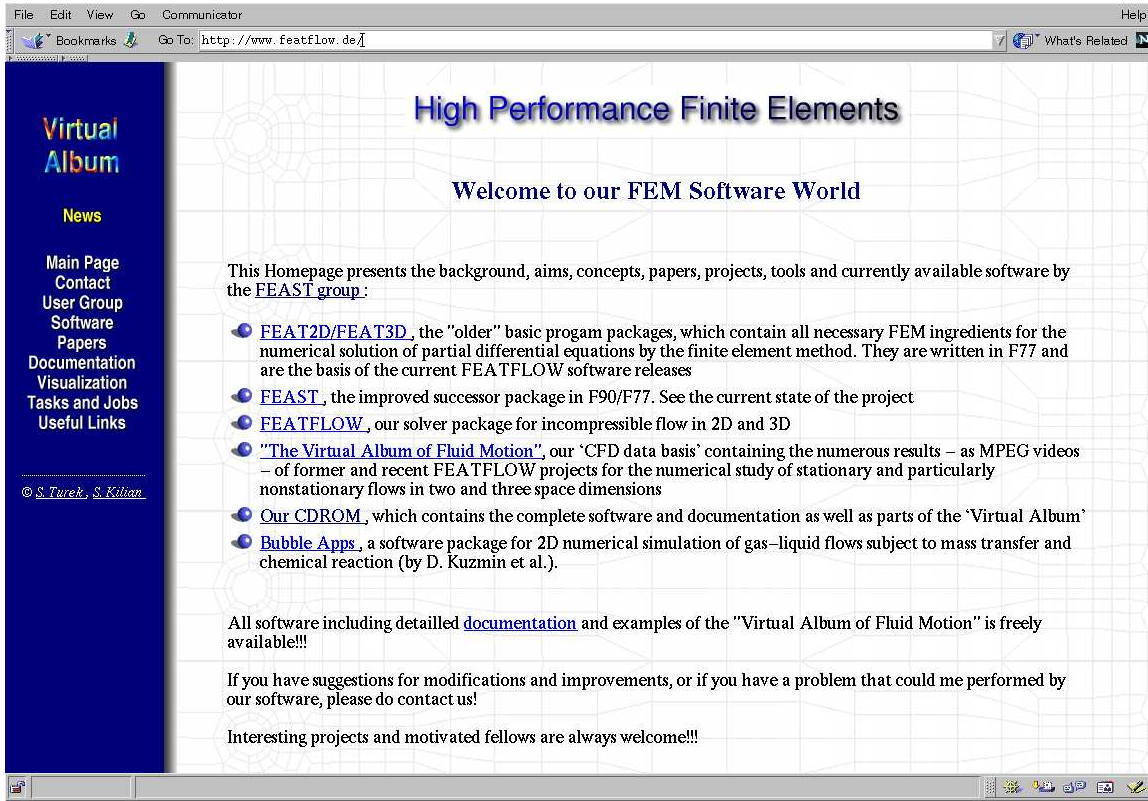 File Edit View Go Communicator Help
Bookmarks Go To: http://www.featflow.de/ What's Related N
Virtual
Album
News
Main Page
Contact
User Group
Software
Papers
Documentation
Visualization
Tasks and Jobs
Useful Links
© S. Turek , S. Kilian
High Performance Finite Elements
Welcome to our FEM Software World
This Homepage presents the background, aims, concepts, papers, projects, tools and currently available software by
the FEAST group :
FEAT2D/FEAT3D , the "older" basic progam packages, which contain all necessary FEM ingredients for the
numerical solution of partial differential equations by the finite element method. They are written in F77 and
are the basis of the current FEATFLOW software releases
FEAST , the improved successor package in F90/F77. See the current state of the project
FEATFLOW , our solver package for incompressible flow in 2D and 3D
"The Virtual Album of Fluid Motion", our ‘CFD data basis’ containing the numerous results – as MPEG videos
– of former and recent FEATFLOW projects for the numerical study of stationary and particularly
nonstationary flows in two and three space dimensions
Our CDROM , which contains the complete software and documentation as well as parts of the ‘Virtual Album’
Bubble Apps , a software package for 2D numerical simulation of gas–liquid flows subject to mass transfer and
chemical reaction (by D. Kuzmin et al.).
All software including detailled documentation and examples of the "Virtual Album of Fluid Motion" is freely
available!!!
If you have suggestions for modifications and improvements, or if you have a problem that could me performed by
our software, please do contact us!
Interesting projects and motivated fellows are always welcome!!!